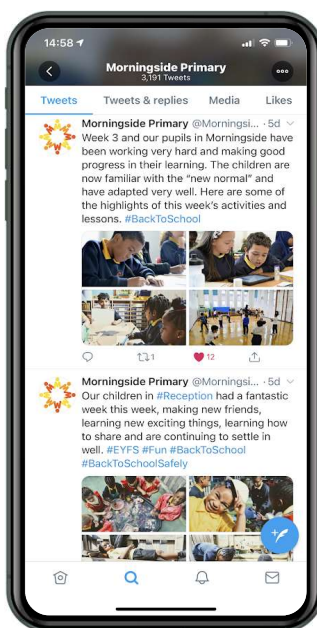 14:58
Morningside Primary
3,191 Tweets
Tweets Tweets & replies Media Likes
Morningside Primary @Morningsi... · 5d
Week 3 and our pupils in Morningside have
been working very hard and making good
progress in their learning. The children are
now familiar with the “new normal” and
have adapted very well. Here are some of
the highlights of this week’s activities and
lessons. #BackToSchool
1 12
Morningside Primary @Morningsi... · 5d
Our children in #Reception had a fantastic
week this week, making new friends,
learning new exciting things, learning how
to share and are continuing to settle in
well. #EYFS #Fun #BackToSchool
#BackToSchoolSafely